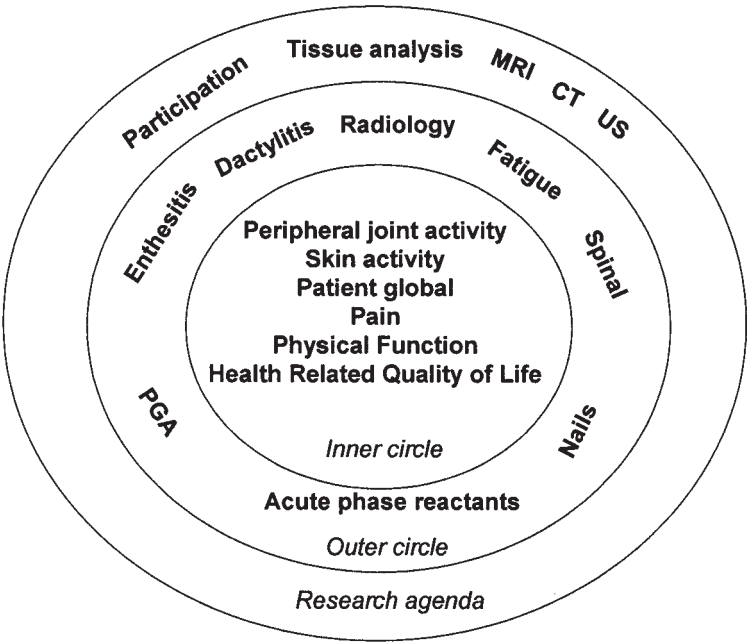 Tissue analysis
Participation
MRI
CT
US
Radiology
Dactylitis
Fatigue
Enthesitis
Spinal
Peripheral joint activity
Skin activity
Patient global
Pain
Physical Function
Health Related Quality of Life
PGA
Nails
Inner circle
Acute phase reactants
Outer circle
Research agenda